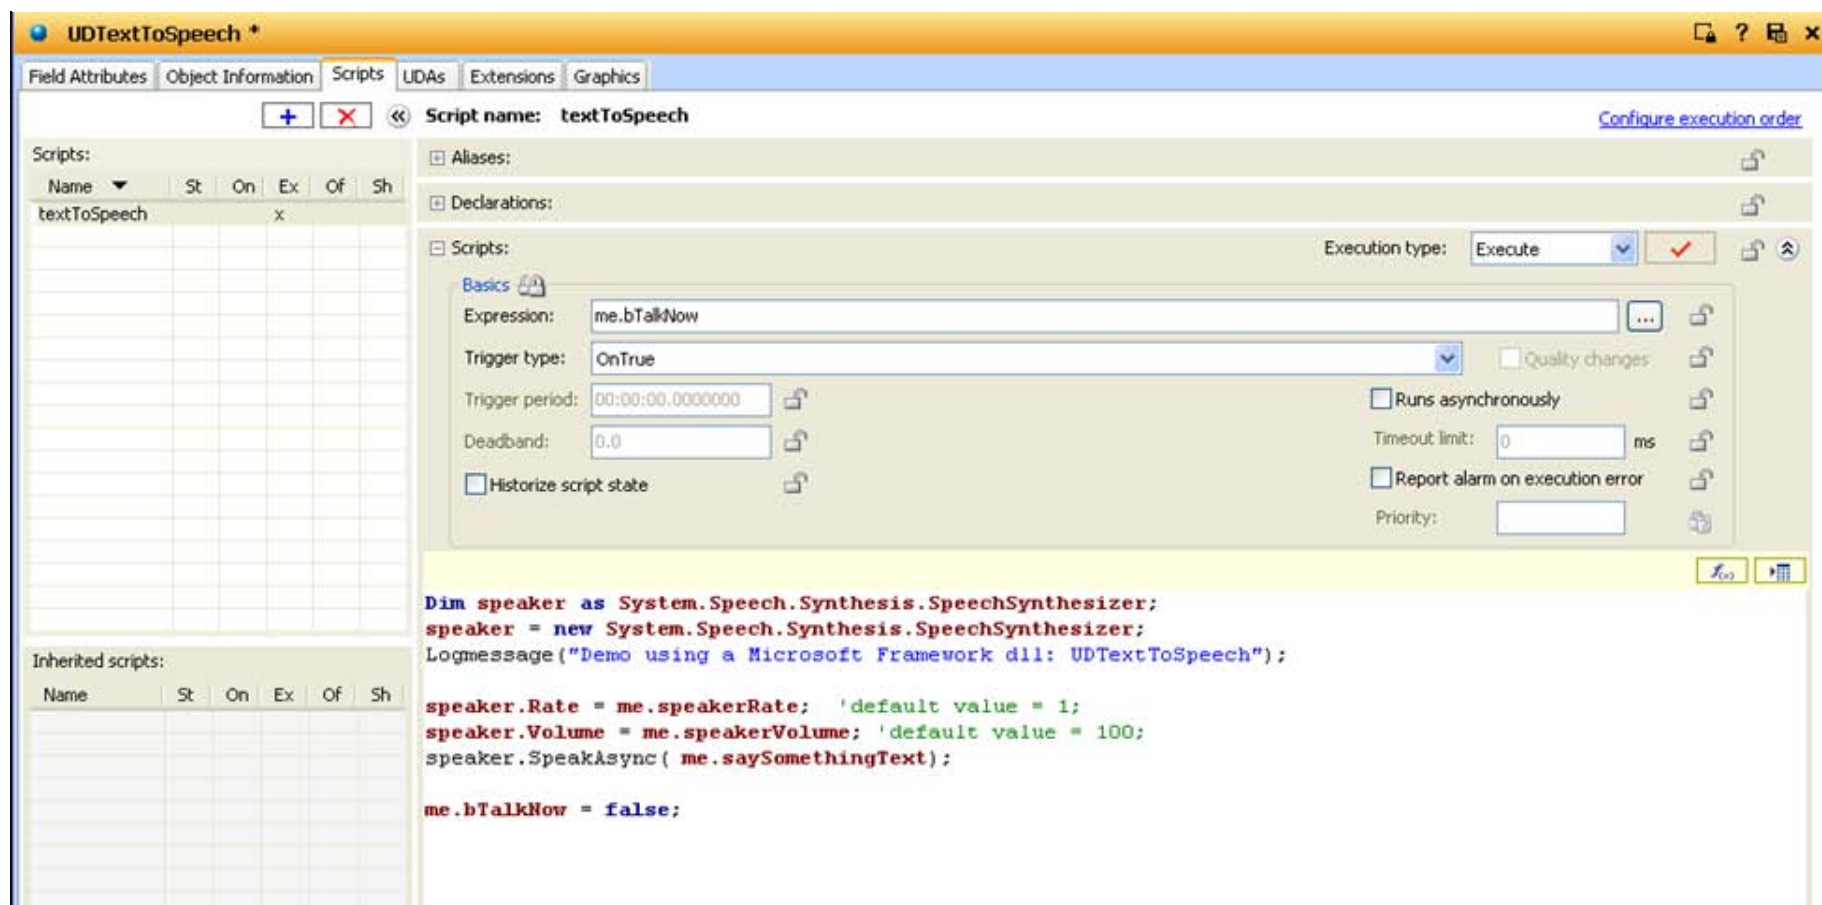 UDTextToSpeech *
?
Field Attributes Object Information Scripts UDAs Extensions Graphics
Script name: textToSpeech Configure execution order
Scripts:
Name St On Ex Of Sh
textToSpeech x
Aliases:
Declarations:
Scripts: Execution type: Execute
Basics
Expression: me.bTalkNow ...
Trigger type: OnTrue Quality changes
Trigger period: 00:00:00.0000000 Runs asynchronously
Deadband: 0.0 Timeout limit: 0 ms
Historize script state Report alarm on execution error
Priority:
Dim speaker as System.Speech.Synthesis.SpeechSynthesizer;
speaker = new System.Speech.Synthesis.SpeechSynthesizer;
Logmessage("Demo using a Microsoft Framework dll: UDTextToSpeech");
speaker.Rate = me.speakerRate; 'default value = 1;
speaker.Volume = me.speakerVolume; 'default value = 100;
speaker.SpeakAsync( me.saySomethingText);
me.bTalkNow = false;
Inherited scripts:
Name St On Ex Of Sh